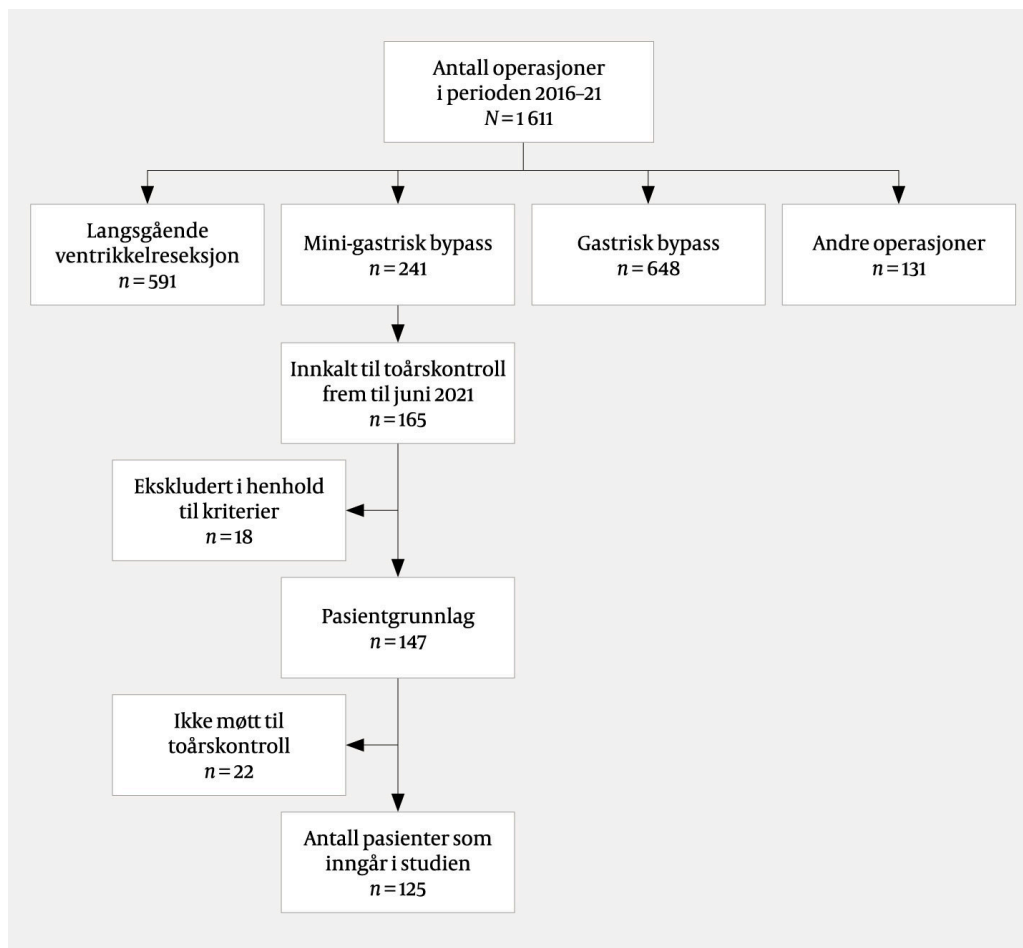 Antall operasjoner
i perioden 2016–21
N = 1 611
Langsgående
ventrikkelreseksjon
n = 591
Mini-gastrisk bypass
n = 241
Gastrisk bypass
n = 648
Andre operasjoner
n = 131
Innkalt til toårskontroll
frem til juni 2021
n = 165
Ekskludert i henhold
til kriterier
n = 18
Pasientgrunnlag
n = 147
Ikke møtt til
toårskontroll
n = 22
Antall pasienter som
inngår i studien
n = 125